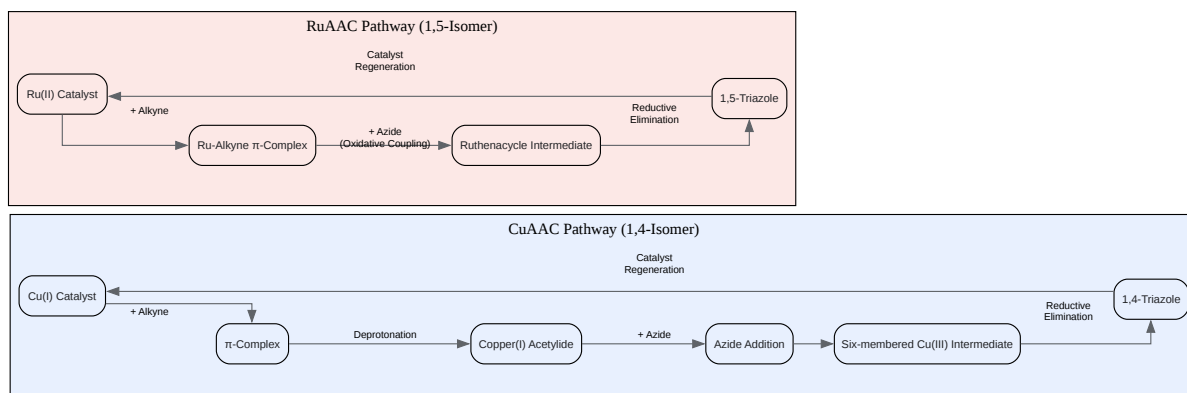 RuAAC Pathway (1,5-Isomer)
Catalyst
Regeneration
Ru(II) Catalyst
1,5-Triazole
+ Alkyne
Reductive
Elimination
Ru-Alkyne π-Complex
+ Azide
(Oxidative Coupling)
Ruthenacycle Intermediate
CuAAC Pathway (1,4-Isomer)
Catalyst
Regeneration
Cu(I) Catalyst
1,4-Triazole
+ Alkyne
Reductive
Elimination
π-Complex
Deprotonation
Copper(I) Acetylide
+ Azide
Azide Addition
Six-membered Cu(III) Intermediate